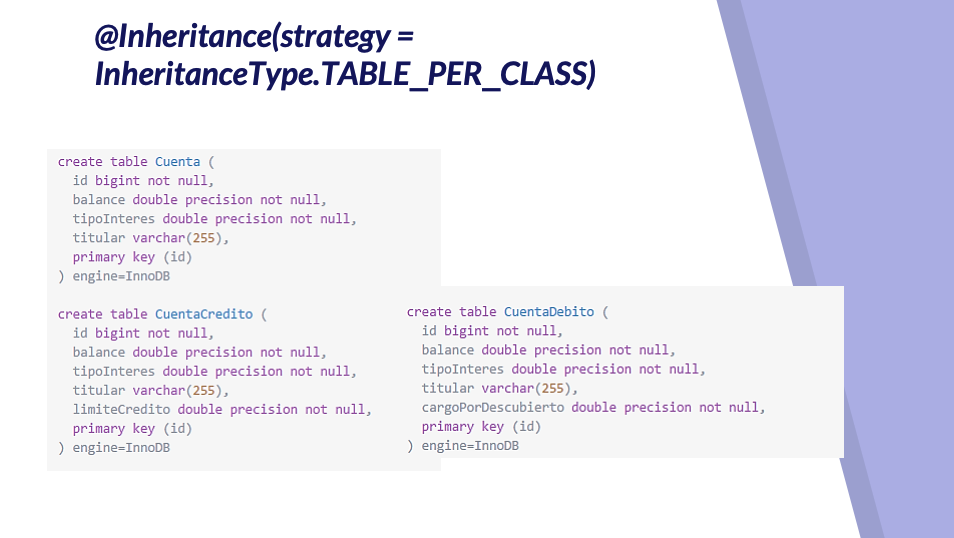 @Inheritance(strategy =
InheritanceType.TABLE_PER_CLASS)
create table Cuenta (
id bigint not null,
balance double precision not null,
tipoInteres double precision not null,
titular varchar(255),
primary key (id)
) engine=InnoDB
create table CuentaCredito (
id bigint not null,
balance double precision not null,
tipoInteres double precision not null,
titular varchar(255),
limiteCredito double precision not null,
primary key (id)
) engine=InnoDB
create table CuentaDebito (
id bigint not null,
balance double precision not null,
tipoInteres double precision not null,
titular varchar(255),
cargoPorDescubierto double precision not null,
primary key (id)
) engine=InnoDB